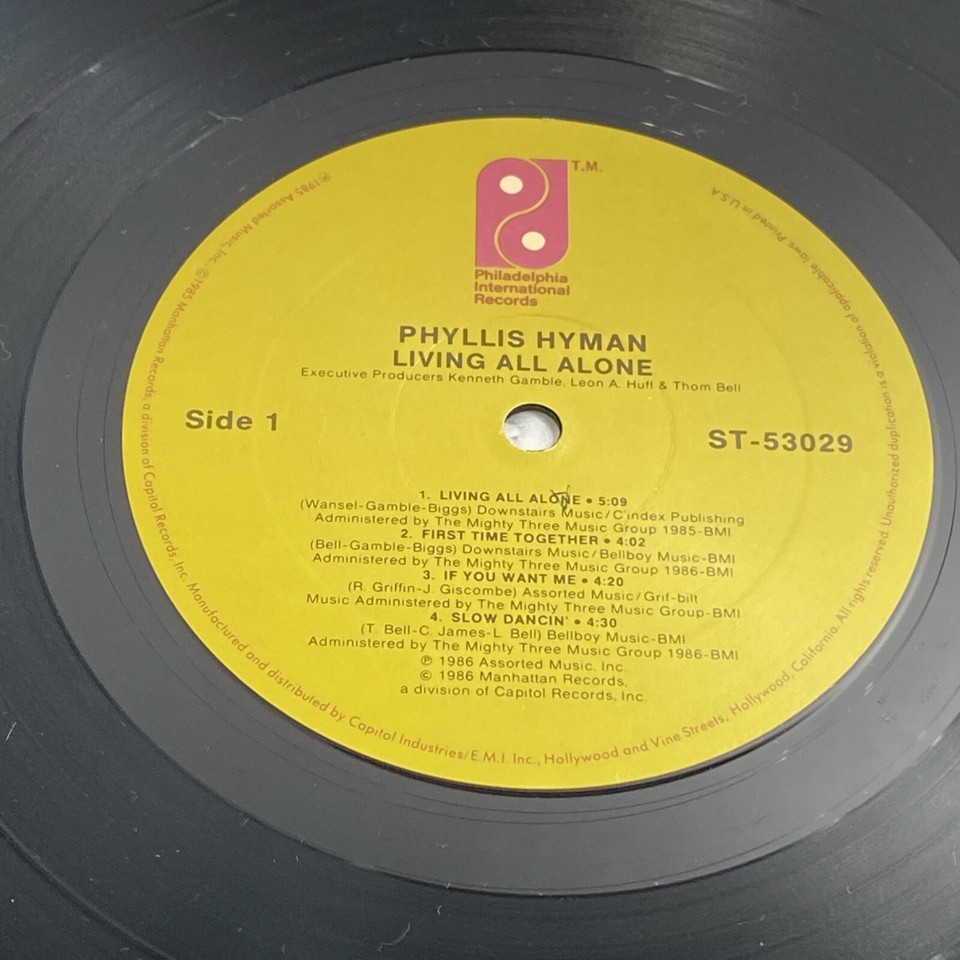 T.M.
Philadelphia
International
Records
PHYLLIS HYMAN
LIVING ALL ALONE
Executive Producers Kenneth Gamble, Leon A. Huff & Thom Bell
Side 1
ST-53029
1. LIVING ALL ALONE • 5:09
(Wansel-Gamble-Biggs) Downstairs Music/C'index Publishing
Administered by The Mighty Three Music Group 1985-BMI
2. FIRST TIME TOGETHER • 4:02
(Bell-Gamble-Biggs) Downstairs Music/Bellboy Music-BMI
Administered by The Mighty Three Music Group 1986-BMI
3. IF YOU WANT ME • 4:20
(R. Griffin-J. Giscombe) Assorted Music/Grif-bilt
Music Administered by The Mighty Three Music Group-BMI
4. SLOW DANCIN' • 4:30
(T. Bell-C. James-L. Bell) Bellboy Music-BMI
Administered by The Mighty Three Music Group 1986-BMI
℗ 1986 Assorted Music, Inc.
© 1986 Manhattan Records,
a division of Capitol Records, Inc.
℗1985 Assorted Music, Inc., ©1985 Manhattan Records, a division of Capitol Records, Inc. Manufactured and distributed by Capitol Industries/E.M.I. Inc., Hollywood and Vine Streets, Hollywood, California. All rights reserved. Unauthorized duplication is a violation of applicable laws. Printed in U.S.A.